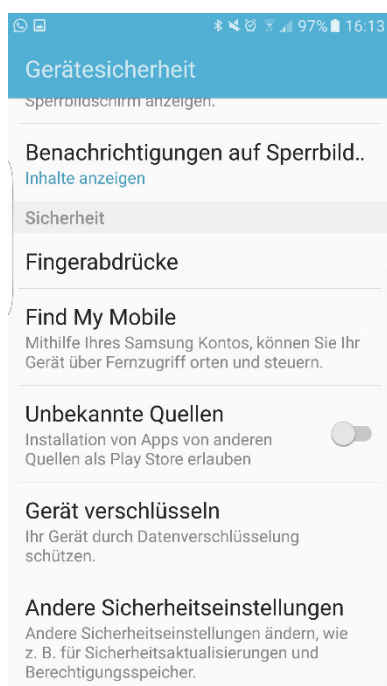 97% 16:13
Gerätesicherheit
Sperrbildschirm anzeigen.
Benachrichtigungen auf Sperrbild..
Inhalte anzeigen
Sicherheit
Fingerabdrücke
Find My Mobile
Mithilfe Ihres Samsung Kontos, können Sie Ihr
Gerät über Fernzugriff orten und steuern.
Unbekannte Quellen
Installation von Apps von anderen
Quellen als Play Store erlauben
Gerät verschlüsseln
Ihr Gerät durch Datenverschlüsselung
schützen.
Andere Sicherheitseinstellungen
Andere Sicherheitseinstellungen ändern, wie
z. B. für Sicherheitsaktualisierungen und
Berechtigungsspeicher.